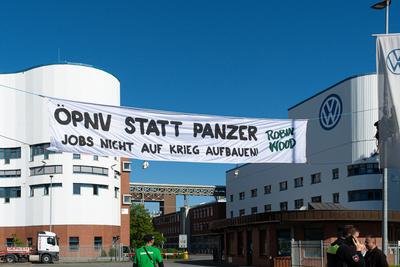 ÖPNV STATT PANZER
JOBS NICHT AUF KRIEG AUFBAUEN!
ROBIN
WOOD